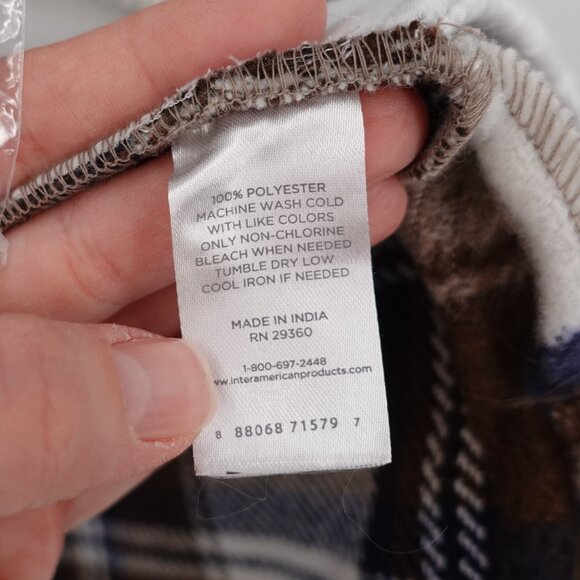 100% POLYESTER
MACHINE WASH COLD
WITH LIKE COLORS
ONLY NON-CHLORINE
BLEACH WHEN NEEDED
TUMBLE DRY LOW
COOL IRON IF NEEDED
MADE IN INDIA
RN 29360
1-800-697-2448
www.interamericanproducts.com
8 88068 71579 7